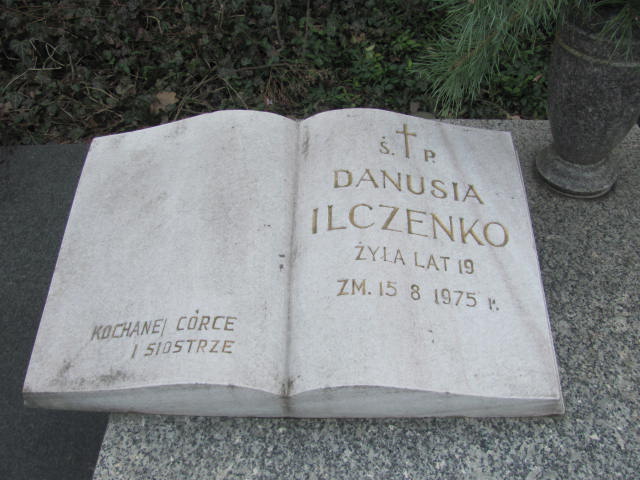 KOCHANEJ CÓRCE
I SIOSTRZE
Ś. P.
DANUSIA
ILCZENKO
ŻYŁA LAT 19
ZM. 15 8 1975 r.